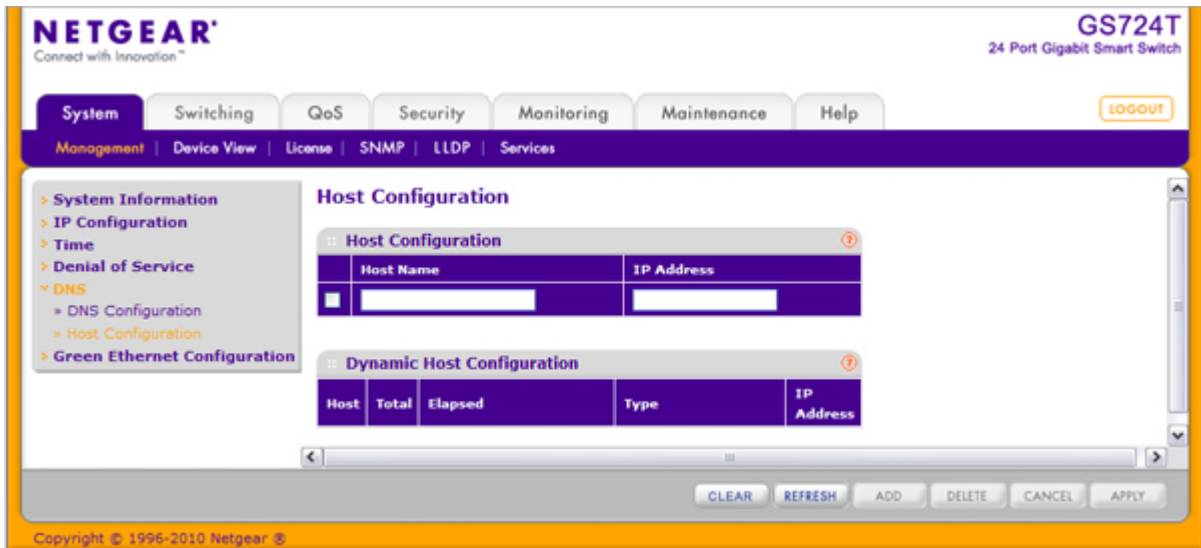 NETGEAR®
Connect with Innovation™
GS724T
24 Port Gigabit Smart Switch
System Switching QoS Security Monitoring Maintenance Help LOGOUT
Management | Device View | License | SNMP | LLDP | Services
System Information
IP Configuration
Time
Denial of Service
DNS
» DNS Configuration
» Host Configuration
Green Ethernet Configuration
Host Configuration
Host Configuration
Host Name IP Address
Dynamic Host Configuration
Host Total Elapsed Type IP Address
CLEAR REFRESH ADD DELETE CANCEL APPLY
Copyright © 1996-2010 Netgear ®